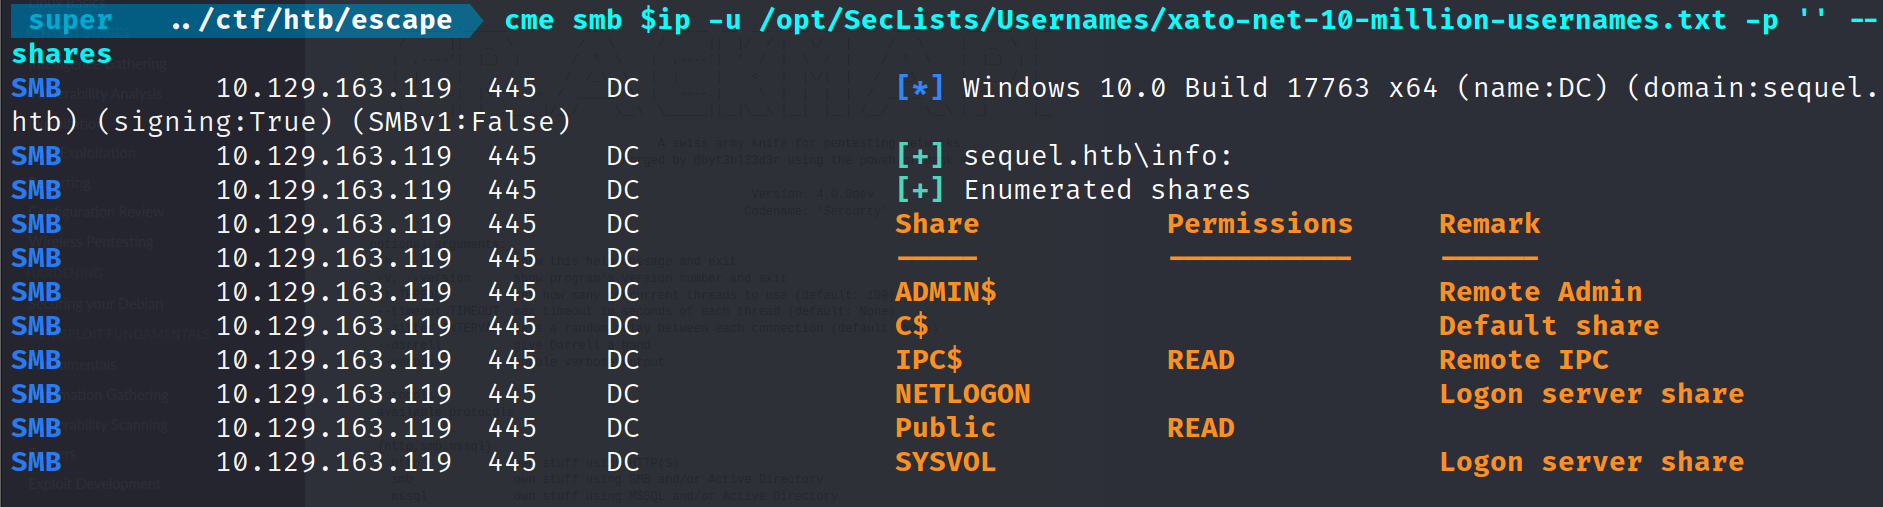 super ../ctf/htb/escape cme smb $ip -u /opt/SecLists/Usernames/xato-net-10-million-usernames.txt -p '' --
shares
SMB 10.129.163.119 445 DC [*] Windows 10.0 Build 17763 x64 (name:DC) (domain:sequel.
htb) (signing:True) (SMBv1:False)
SMB 10.129.163.119 445 DC [+] sequel.htb\info:
SMB 10.129.163.119 445 DC [+] Enumerated shares
SMB 10.129.163.119 445 DC Share Permissions Remark
SMB 10.129.163.119 445 DC ----- ----------- ------
SMB 10.129.163.119 445 DC ADMIN$ Remote Admin
SMB 10.129.163.119 445 DC C$ Default share
SMB 10.129.163.119 445 DC IPC$ READ Remote IPC
SMB 10.129.163.119 445 DC NETLOGON Logon server share
SMB 10.129.163.119 445 DC Public READ
SMB 10.129.163.119 445 DC SYSVOL Logon server share